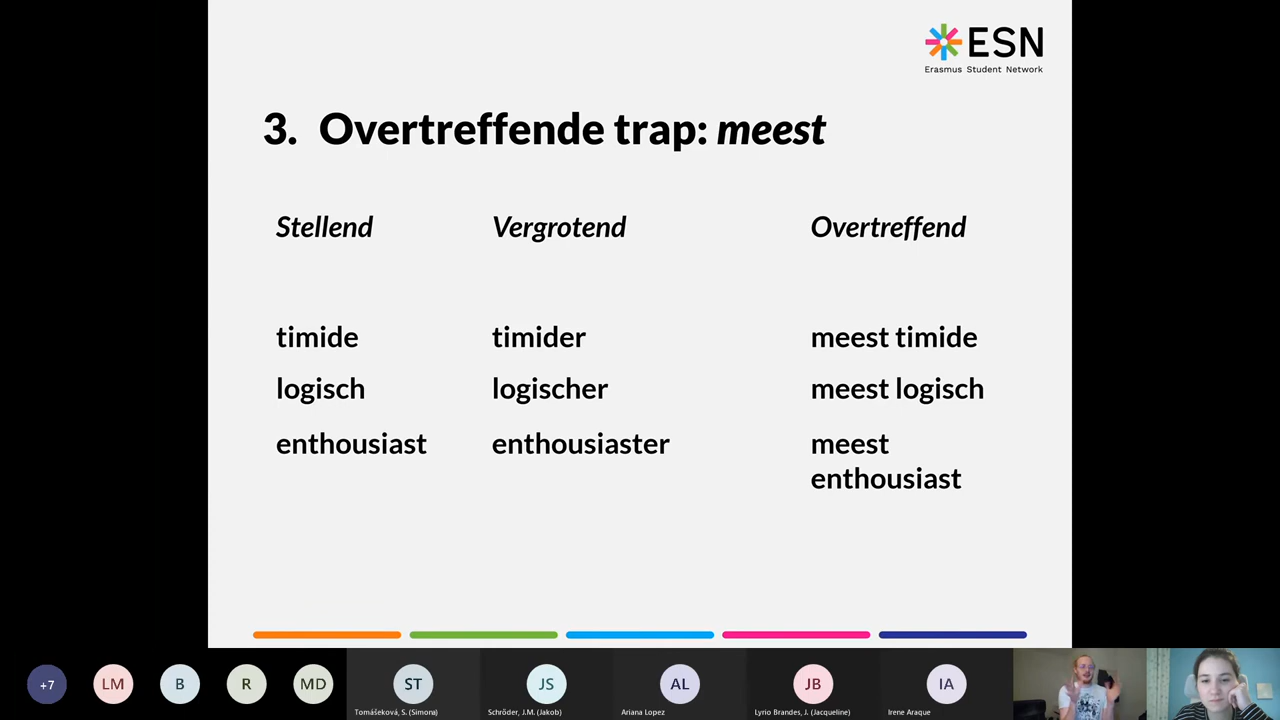 ESN
Erasmus Student Network
3. Overtreffende trap: meest
Stellend Vergrotend Overtreffend
timide timider meest timide
logisch logischer meest logisch
enthousiast enthousiaster meest
enthousiast
+7 LM B R MD ST JS AL JB IA
Tomášeková, S. (Simona) Schröder, J.M. (Jakob) Ariana Lopez Lyrio Brandes, J. (Jacqueline) Irene Araque